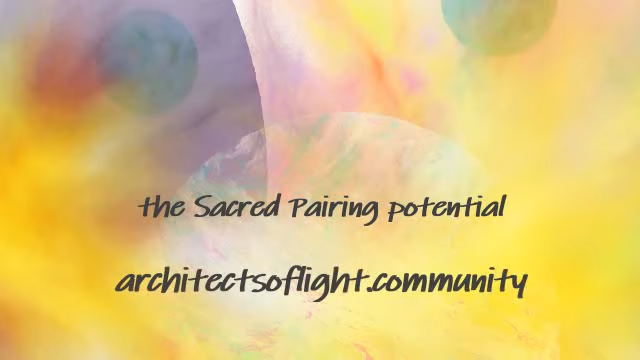 the Sacred Pairing potential
architectsoflight.community